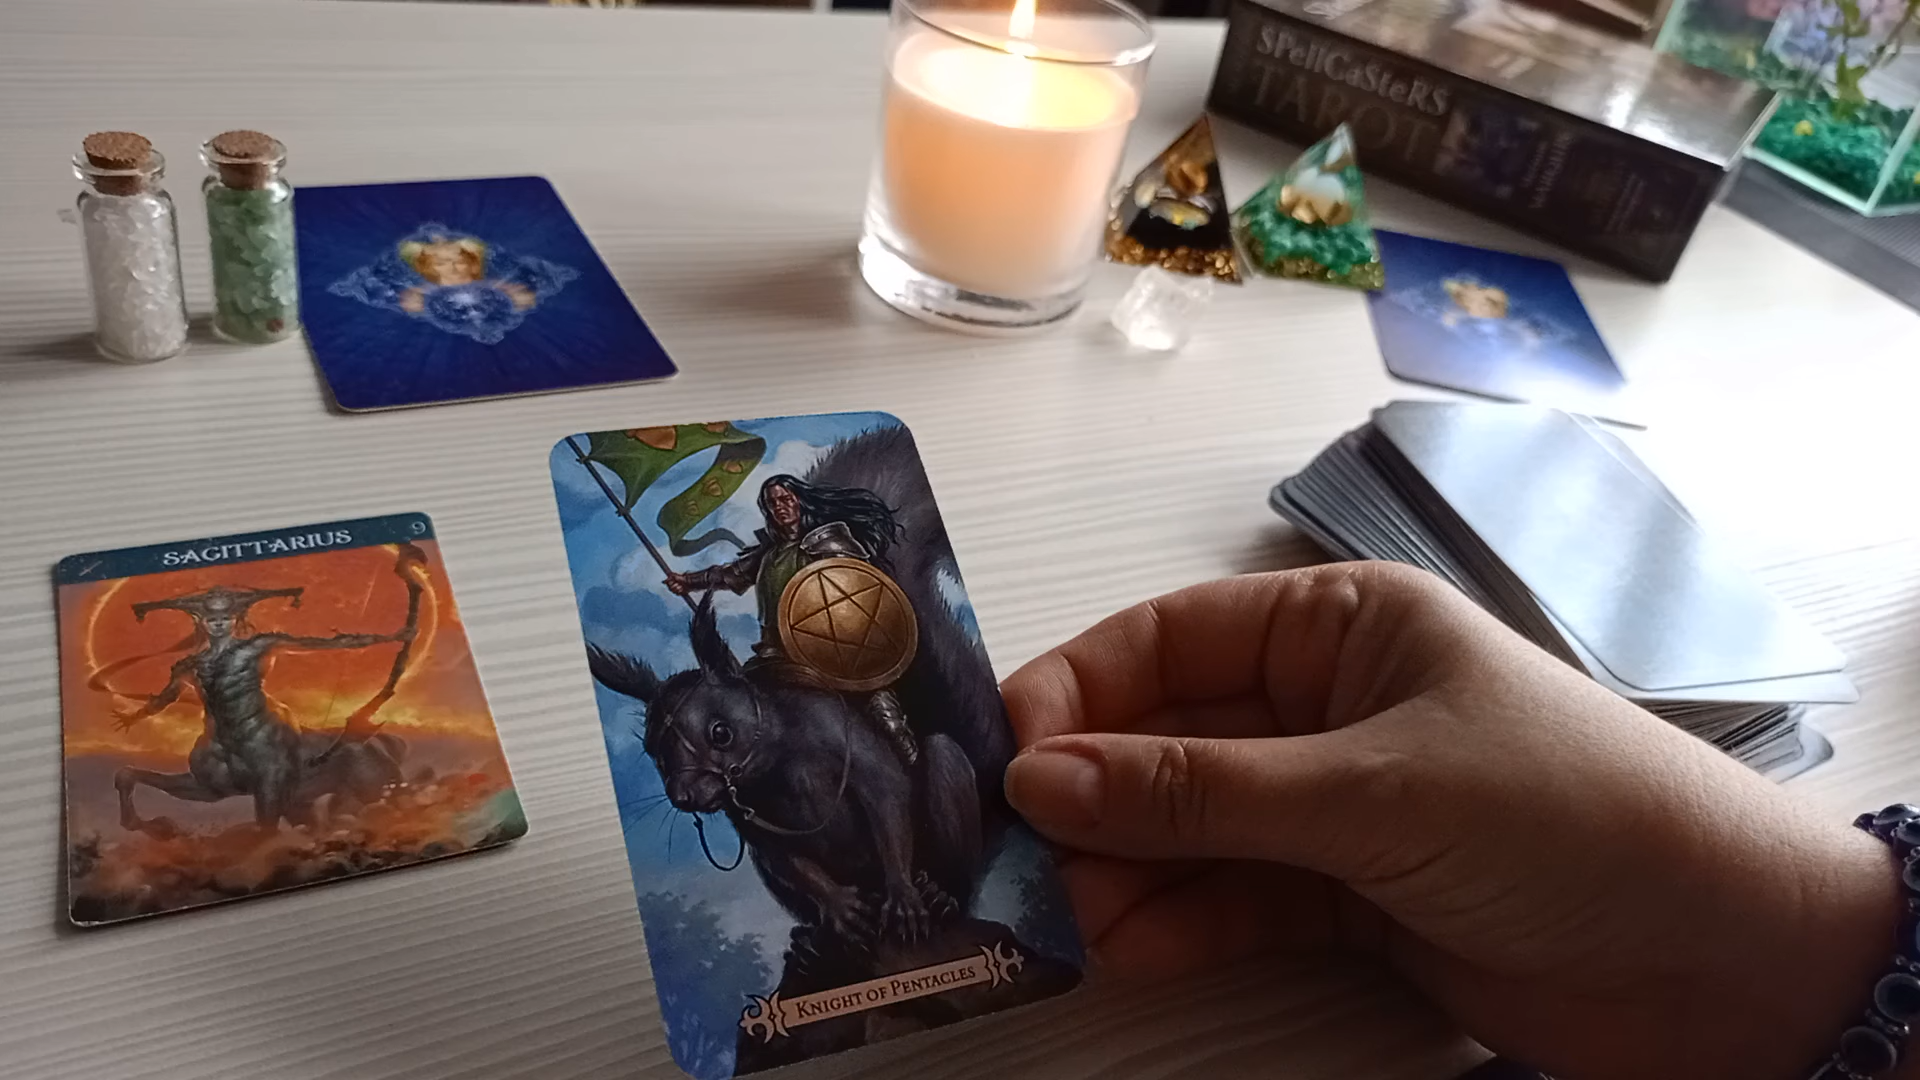 SPellCaSteRS
TAROT
SAGITTARIUS
9
KNIGHT OF PENTACLES